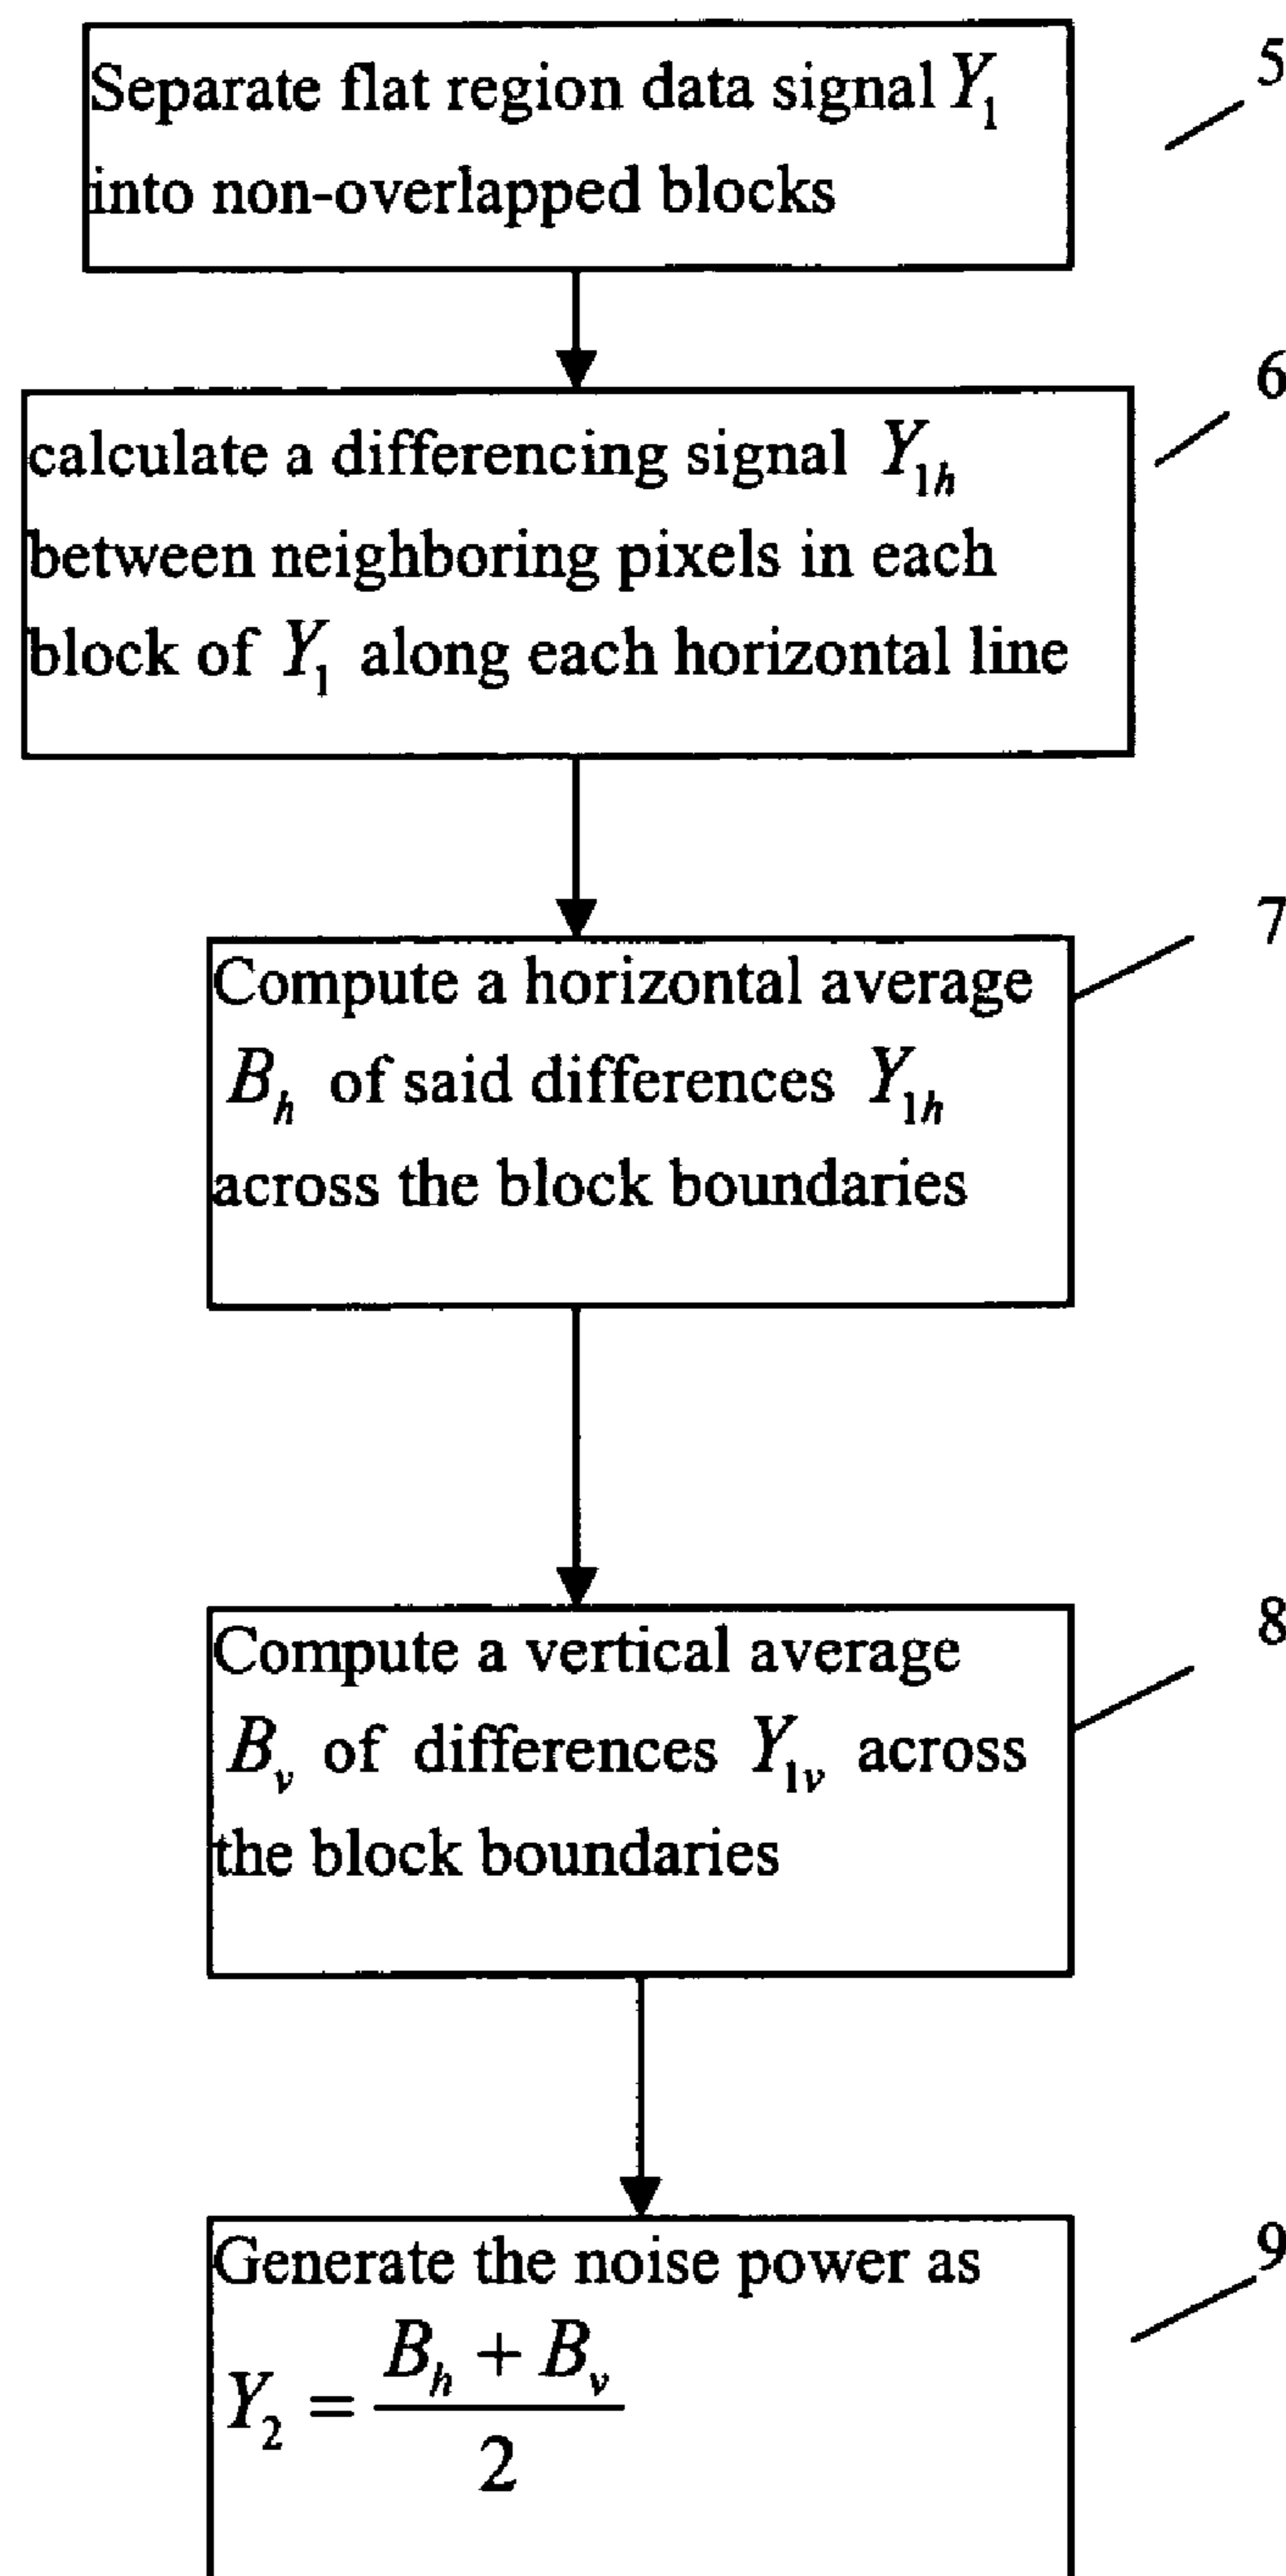 Separate flat region data signal Y₁
5
into non-overlapped blocks
6
calculate a differencing signal Y₁ₕ
between neighboring pixels in each
block of Y₁ along each horizontal line
7
Compute a horizontal average
Bₕ of said differences Y₁ₕ
across the block boundaries
8
Compute a vertical average
Bᵥ of differences Y₁ᵥ across
the block boundaries
9
Generate the noise power as
Y₂ = (Bₕ + Bᵥ) / 2